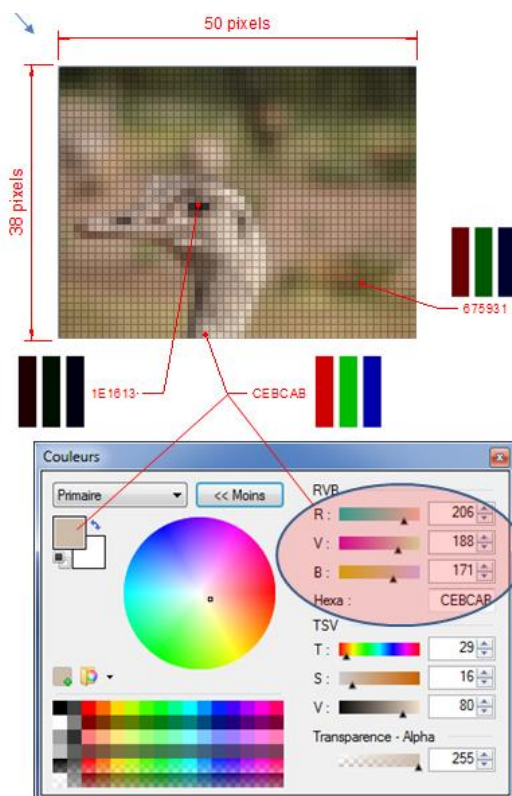 50 pixels
38 pixels
675931
1E1613
CEBCAB
Couleurs
Primaire
<< Moins
RVB
R : 206
V : 188
B : 171
Hexa : CEBCAB
TSV
T : 29
S : 16
V : 80
Transparence - Alpha
255